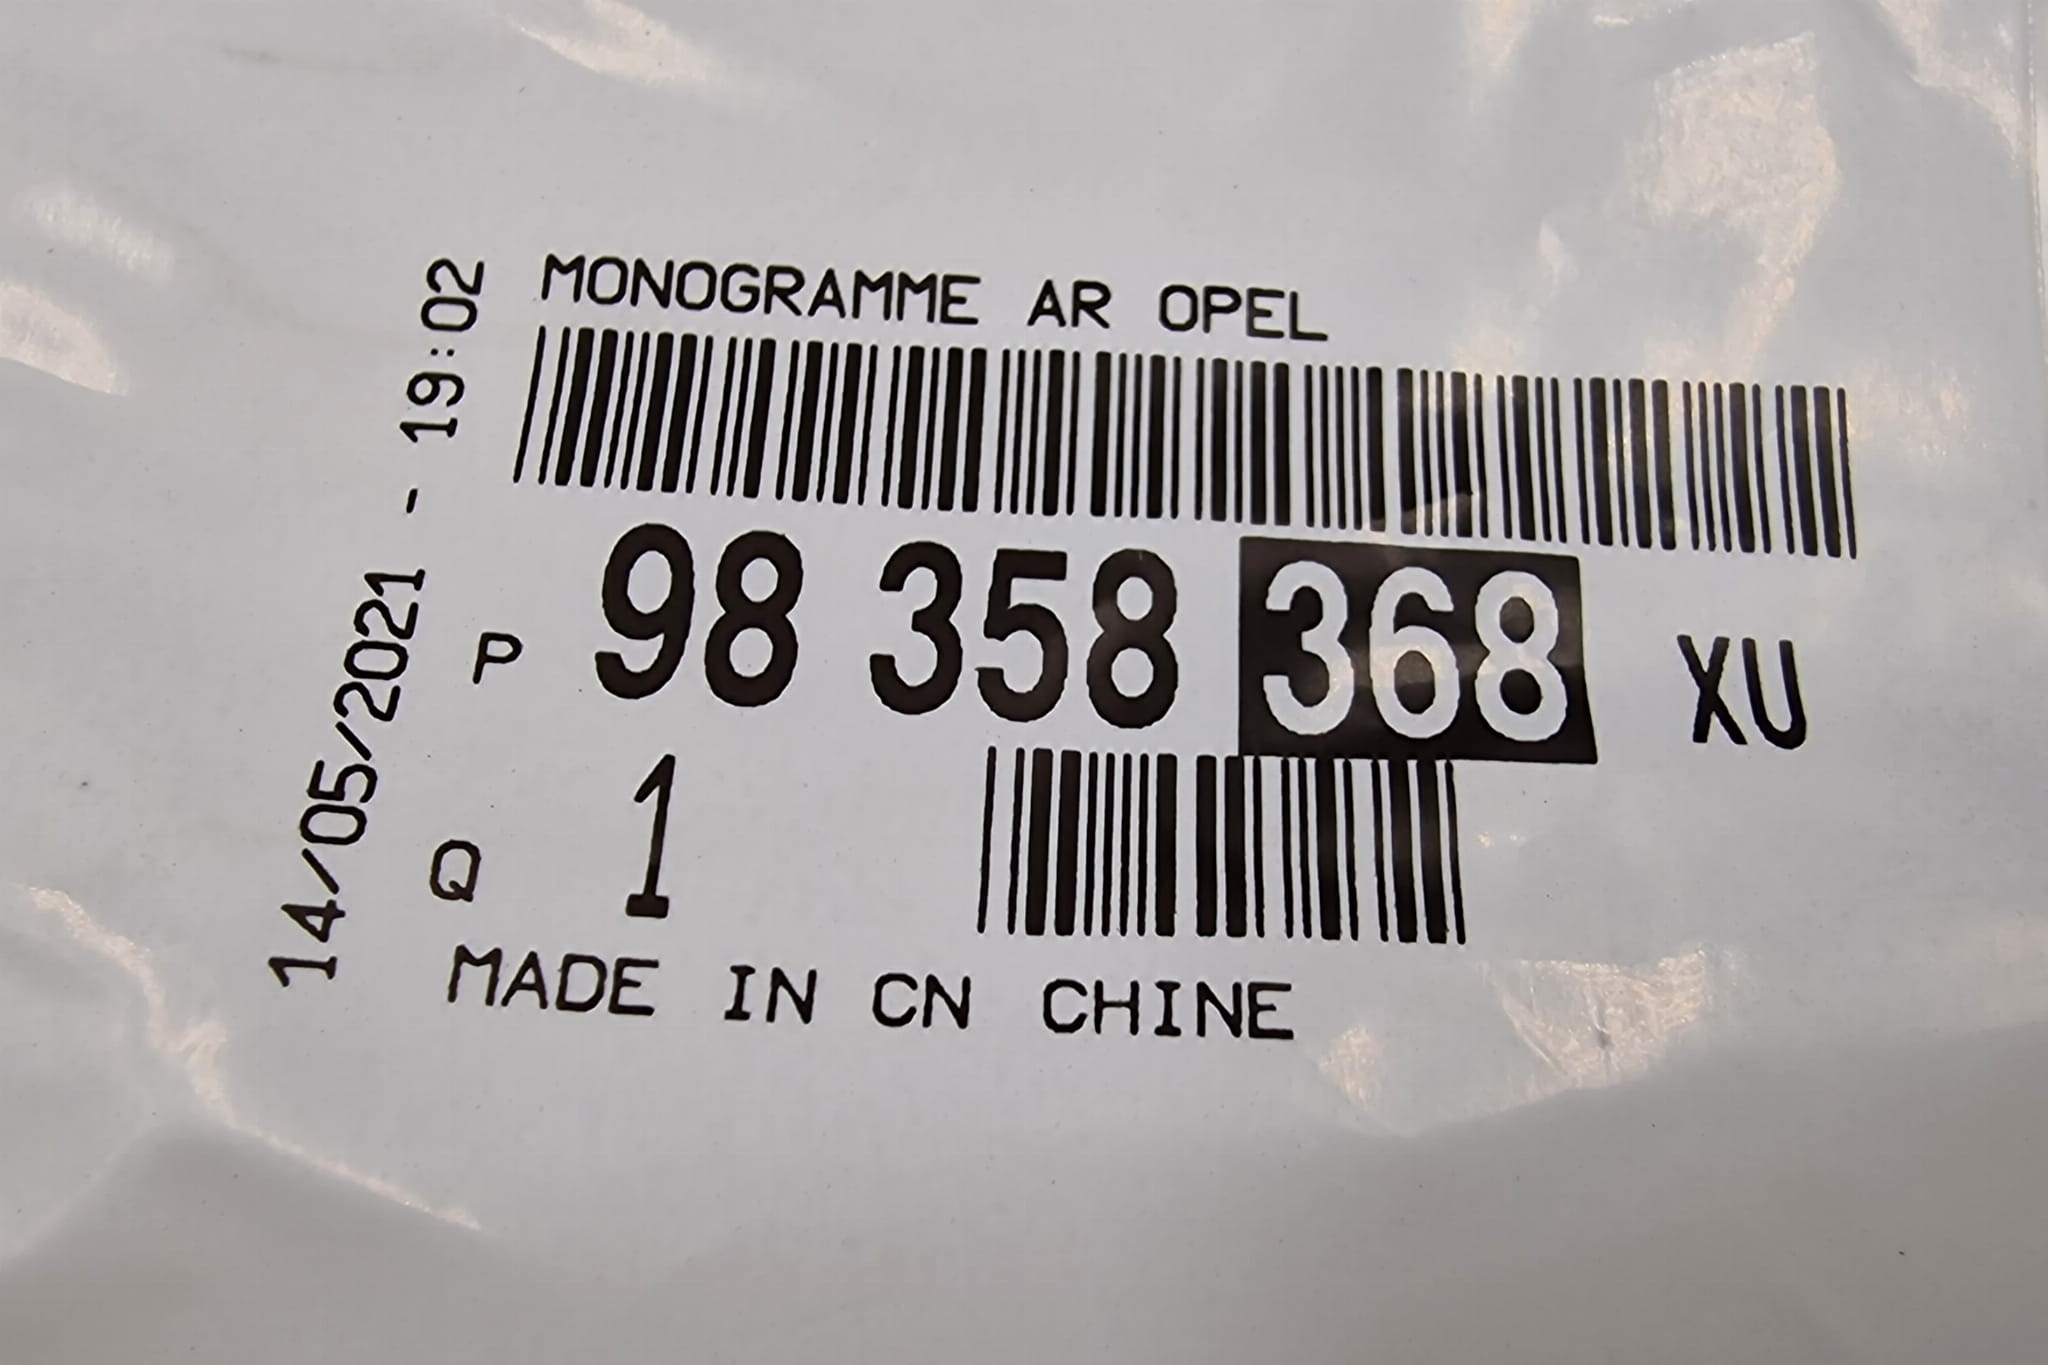 MONOGRAMME AR OPEL
14/05/2021 - 19:02
P 98 358 368 XU
Q 1
MADE IN CN CHINE